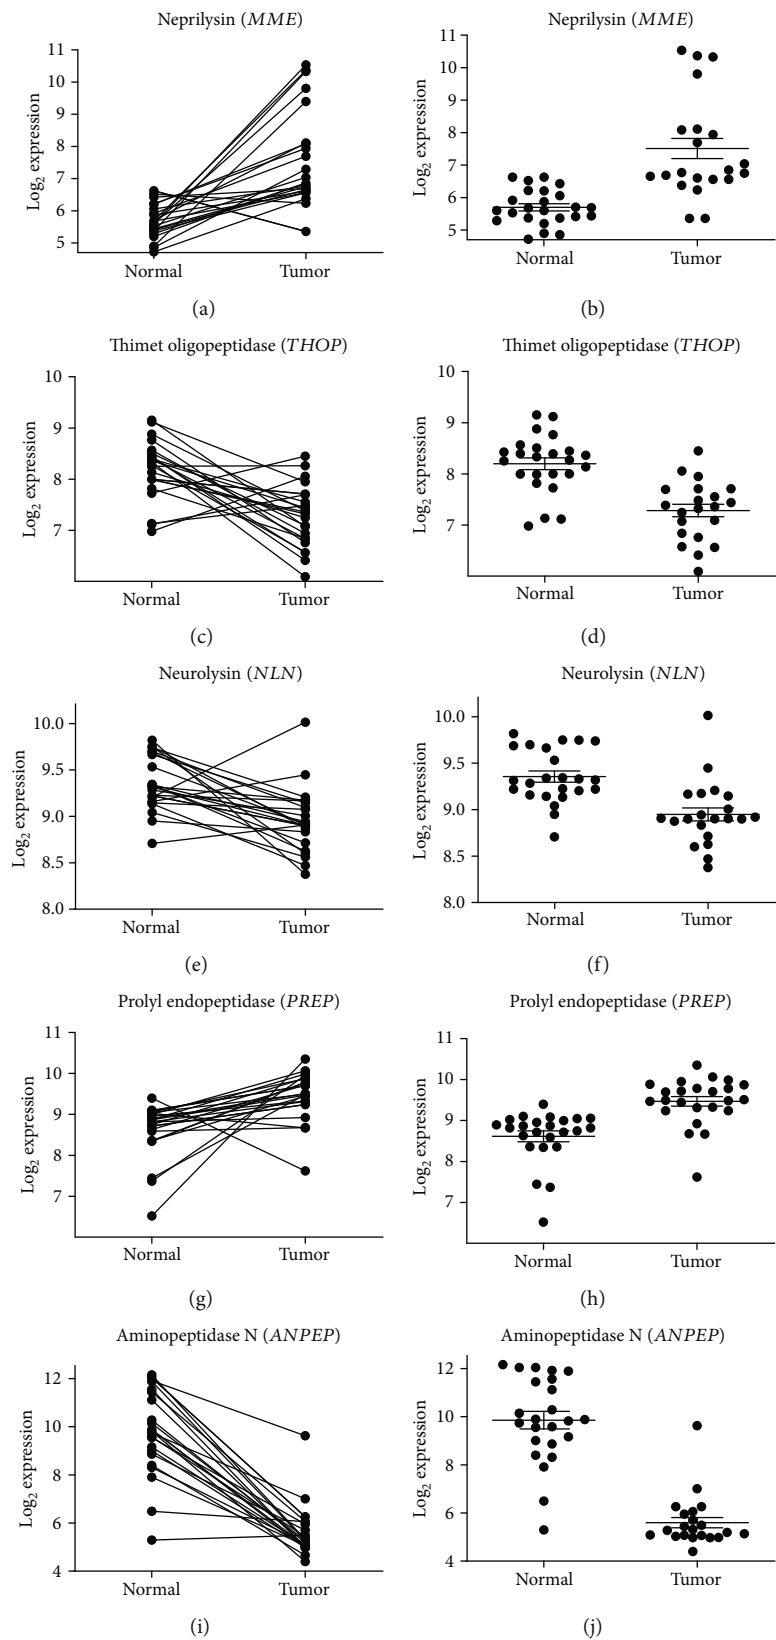 Neprilysin (MME)
Log2 expression
11
10
9
8
7
6
5
Normal
Tumor
(a)
Neprilysin (MME)
Log2 expression
11
10
9
8
7
6
5
Normal
Tumor
(b)
Thimet oligopeptidase (THOP)
Log2 expression
10
9
8
7
Normal
Tumor
(c)
Thimet oligopeptidase (THOP)
Log2 expression
10
9
8
7
Normal
Tumor
(d)
Neurolysin (NLN)
Log2 expression
10.0
9.5
9.0
8.5
8.0
Normal
Tumor
(e)
Neurolysin (NLN)
Log2 expression
10.0
9.5
9.0
8.5
8.0
Normal
Tumor
(f)
Prolyl endopeptidase (PREP)
Log2 expression
11
10
9
8
7
Normal
Tumor
(g)
Prolyl endopeptidase (PREP)
Log2 expression
11
10
9
8
7
Normal
Tumor
(h)
Aminopeptidase N (ANPEP)
Log2 expression
12
10
8
6
4
Normal
Tumor
(i)
Aminopeptidase N (ANPEP)
Log2 expression
12
10
8
6
4
Normal
Tumor
(j)